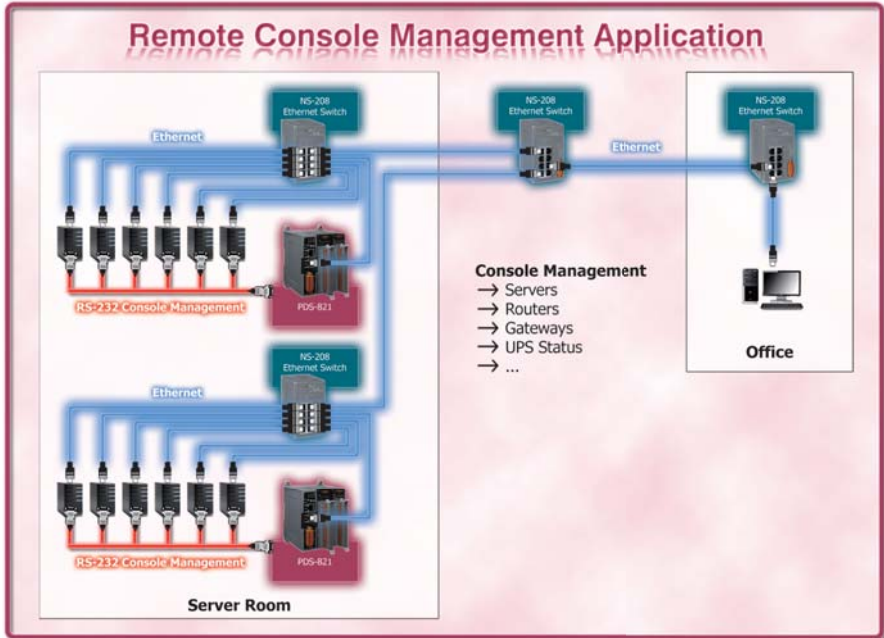 Remote Console Management Application
NS-208
Ethernet Switch
Ethernet
RS-232 Console Management
PDS-821
NS-208
Ethernet Switch
Ethernet
RS-232 Console Management
PDS-821
Server Room
NS-208
Ethernet Switch
Ethernet
Console Management
→ Servers
→ Routers
→ Gateways
→ UPS Status
→ ...
NS-208
Ethernet Switch
Office